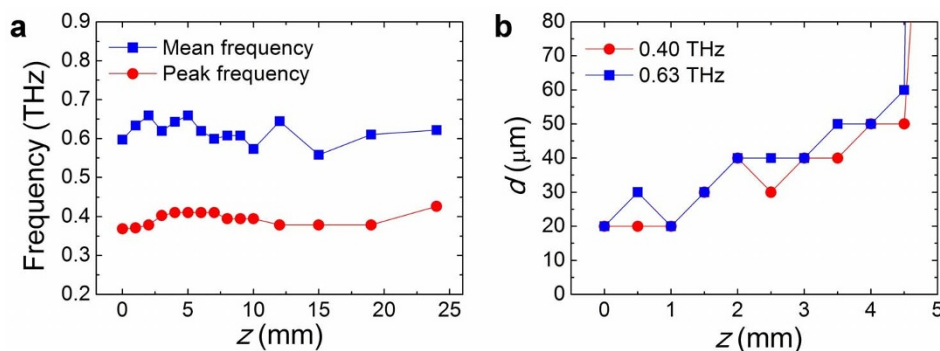 a
Frequency (THz)
0.9
0.8
0.7
0.6
0.5
0.4
0.3
0.2
Mean frequency
Peak frequency
0 5 10 15 20 25
z (mm)
b
d (μm)
80
70
60
50
40
30
20
10
0
0.40 THz
0.63 THz
0 1 2 3 4 5
z (mm)